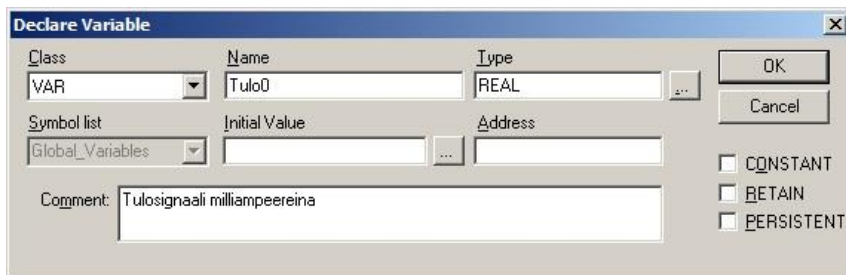 Declare Variable
Class
Name
Type
OK
VAR
Tulo0
REAL
...
Cancel
Symbol list
Initial Value
Address
Global_Variables
...
CONSTANT
RETAIN
PERSISTENT
Comment:
Tulosignaali milliampeereina